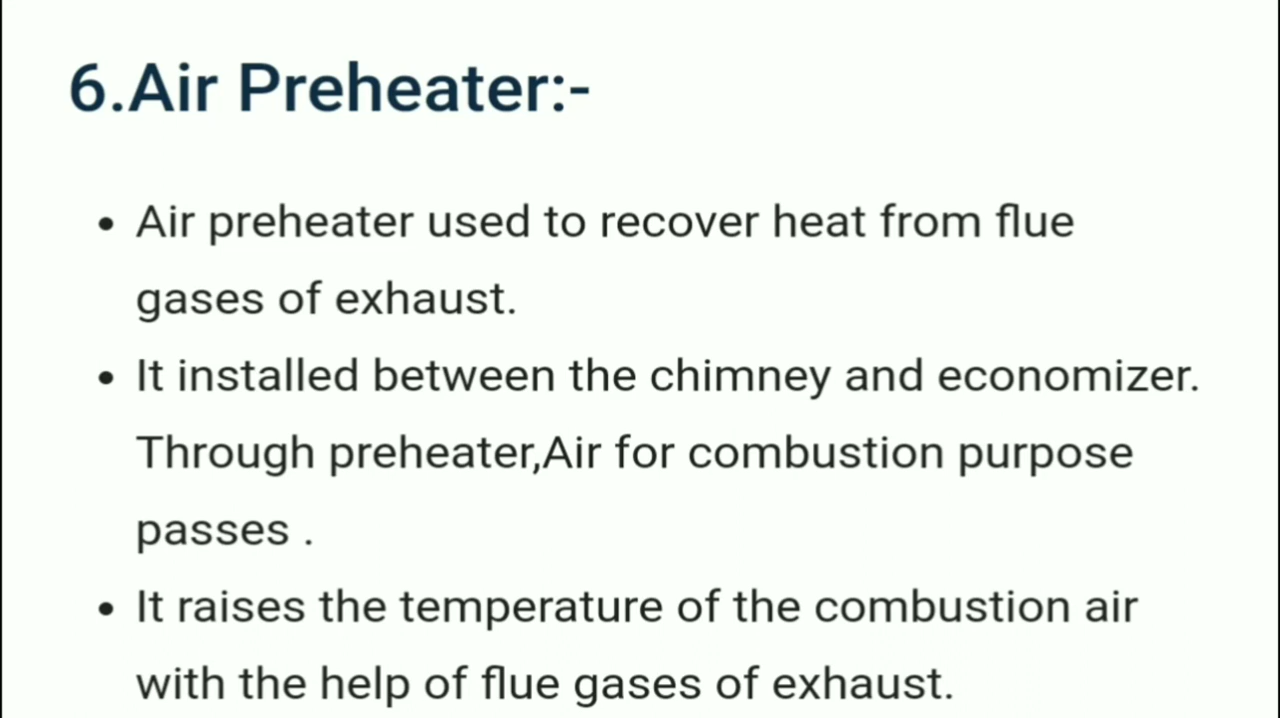 6.Air Preheater:-
• Air preheater used to recover heat from flue
gases of exhaust.
• It installed between the chimney and economizer.
Through preheater,Air for combustion purpose
passes .
• It raises the temperature of the combustion air
with the help of flue gases of exhaust.